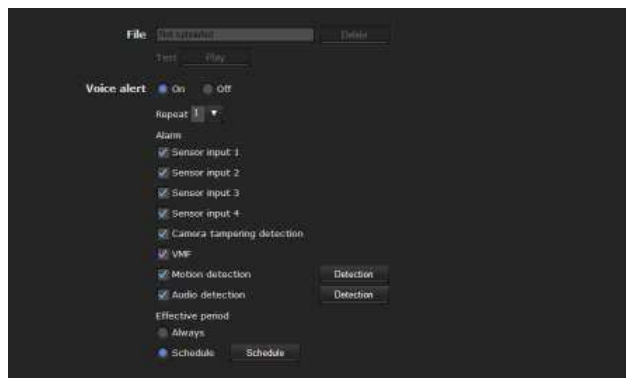 File Not uploaded Delete
Test Play
Voice alert On Off
Repeat 1
Alarm
Sensor input 1
Sensor input 2
Sensor input 3
Sensor input 4
Camera tampering detection
VMF
Motion detection Detection
Audio detection Detection
Effective period
Always
Schedule Schedule